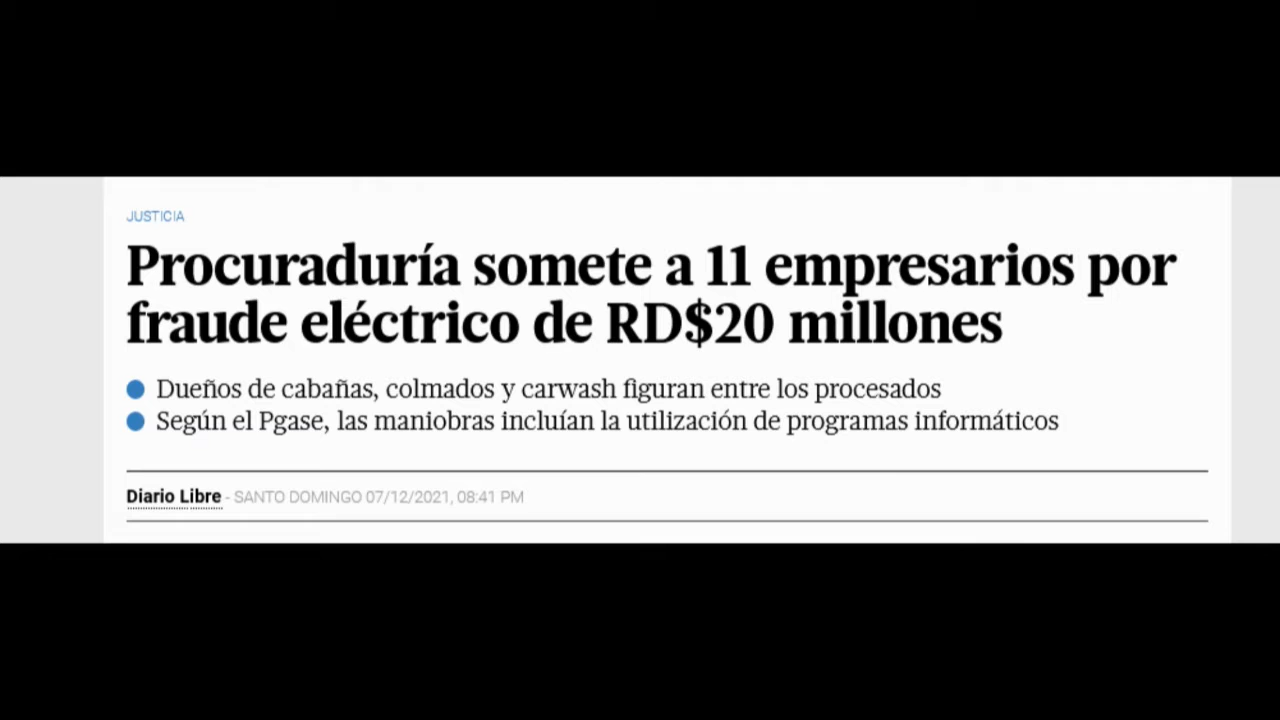 JUSTICIA
Procuraduría somete a 11 empresarios por
fraude eléctrico de RD$20 millones
Dueños de cabañas, colmados y carwash figuran entre los procesados
Según el Pgase, las maniobras incluían la utilización de programas informáticos
Diario Libre - SANTO DOMINGO 07/12/2021, 08:41 PM